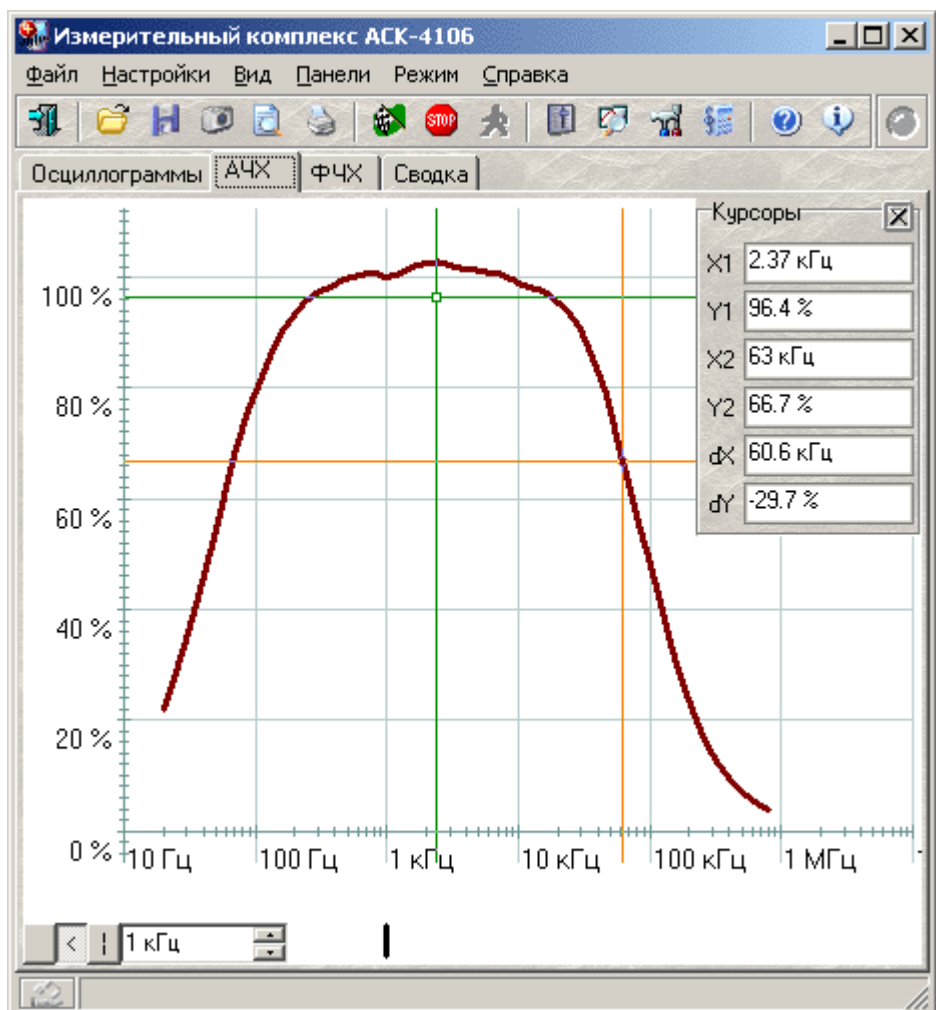 Измерительный комплекс АСК-4106
Файл Настройки Вид Панели Режим Справка
STOP
Осциллограммы АЧХ ФЧХ Сводка
Курсоры
X1 2.37 кГц
Y1 96.4 %
X2 63 кГц
Y2 66.7 %
dX 60.6 кГц
dY -29.7 %
100 %
80 %
60 %
40 %
20 %
0 %
10 Гц 100 Гц 1 кГц 10 кГц 100 кГц 1 МГц
< ¦ 1 кГц